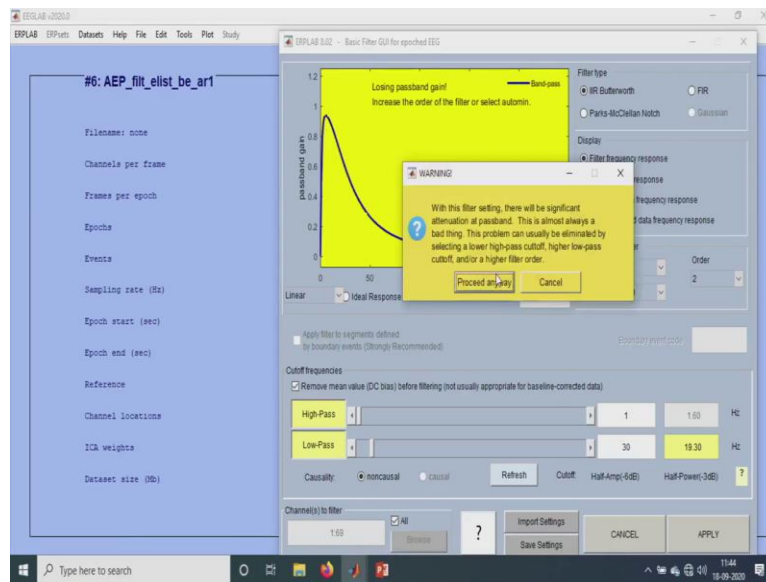 EEGLAB v2020.0
ERPLAB ERPsets Datasets Help File Edit Tools Plot Study
#6: AEP_filt_elist_be_ar1
Filename: none
Channels per frame
Frames per epoch
Epochs
Events
Sampling rate (Hz)
Epoch start (sec)
Epoch end (sec)
Reference
Channel locations
ICA weights
Dataset size (Mb)
ERPLAB 8.02 - Basic Filter GUI for epoched EEG
Losing passband gain!
Increase the order of the filter or select automin.
Band-pass
passband gain
1.2
1
0.8
0.6
0.4
0.2
0
0
50
Linear
Ideal Response
Filter type
IIR Butterworth
FIR
Parks-McClellan Notch
Gaussian
Display
Filter frequency response
response
frequency response
data frequency response
Order
2
WARNING!
With this filter setting, there will be significant
attenuation at passband. This is almost always a
bad thing. This problem can usually be eliminated by
selecting a lower high-pass cuttoff, higher low-pass
cuttoff, and/or a higher filter order.
Proceed anyway
Cancel
Apply filter to segments defined
by boundary events (Strongly Recommended)
Boundary event code
Cutoff frequencies
Remove mean value (DC bias) before filtering (not usually appropriate for baseline-corrected data)
High-Pass
1
1.60
Hz
Low-Pass
30
19.30
Hz
Causality:
noncausal
causal
Refresh
Cutoff:
Half-Amp(-6dB)
Half-Power(-3dB)
?
Channel(s) to filter
1:69
All
Browse
?
Import Settings
Save Settings
CANCEL
APPLY
Type here to search
11:44
18-09-2020